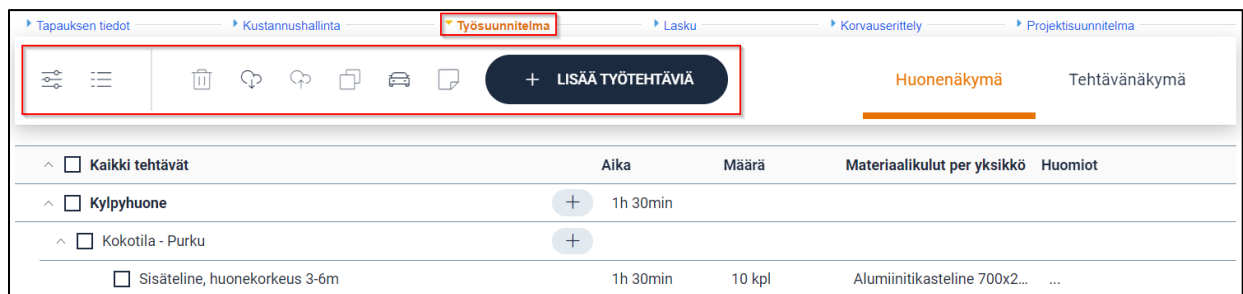 Tapauksen tiedot Kustannushallinta Työsuunnitelma Lasku Korvauserittely Projektisuunnitelma
+ LISÄÄ TYÖTEHTÄVIÄ Huonenäkymä Tehtävänäkymä
Kaikki tehtävät Aika Määrä Materiaalikulut per yksikkö Huomiot
Kylpyhuone + 1h 30min
Kokotila - Purku +
Sisäteline, huonekorkeus 3-6m 1h 30min 10 kpl Alumiinitikasteline 700x2... ...